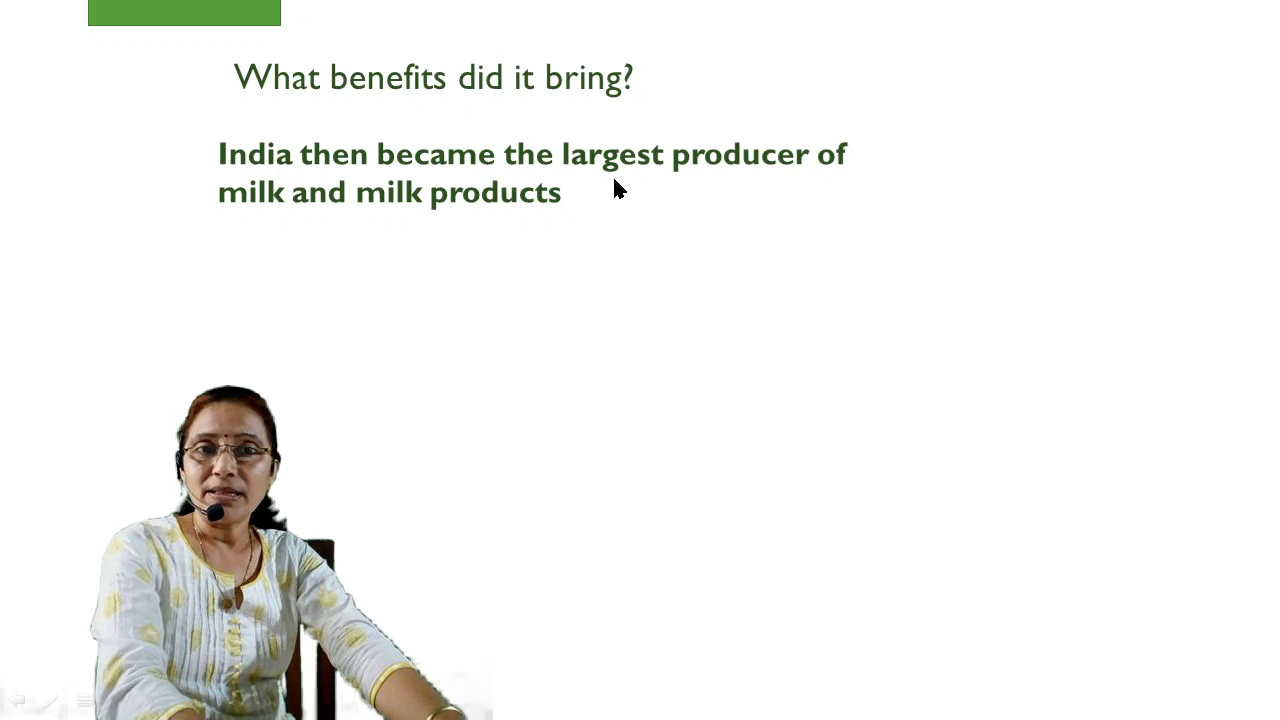 What benefits did it bring?
India then became the largest producer of
milk and milk products